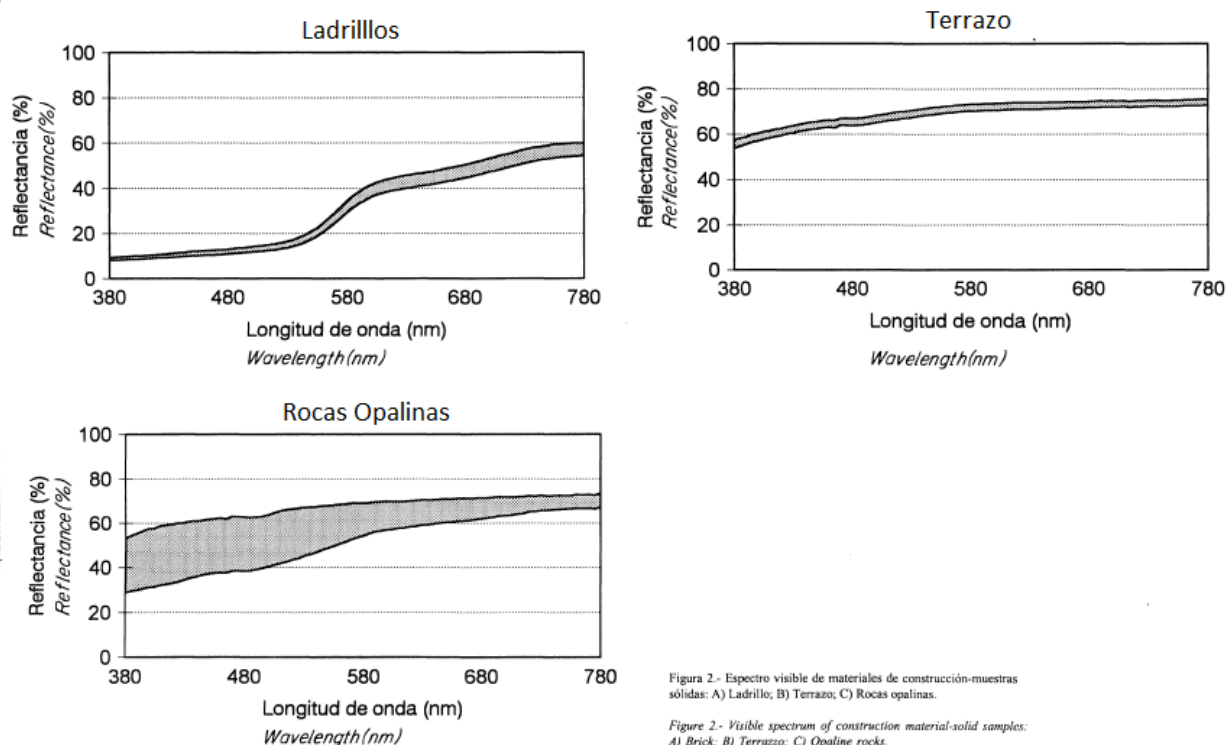 Ladrilllos
100
80
60
40
20
0
Reflectancia (%)
Reflectance(%)
380 480 580 680 780
Longitud de onda (nm)
Wavelength(nm)
Terrazo
100
80
60
40
20
0
Reflectancia (%)
Reflectance(%)
380 480 580 680 780
Longitud de onda (nm)
Wavelength(nm)
Rocas Opalinas
100
80
60
40
20
0
Reflectancia (%)
Reflectance(%)
380 480 580 680 780
Longitud de onda (nm)
Wavelength(nm)
Figura 2.- Espectro visible de materiales de construcción-muestras
sólidas: A) Ladrillo; B) Terrazo; C) Rocas opalinas.
Figure 2.- Visible spectrum of construction material-solid samples:
A) Brick; B) Terrazzo; C) Opaline rocks.